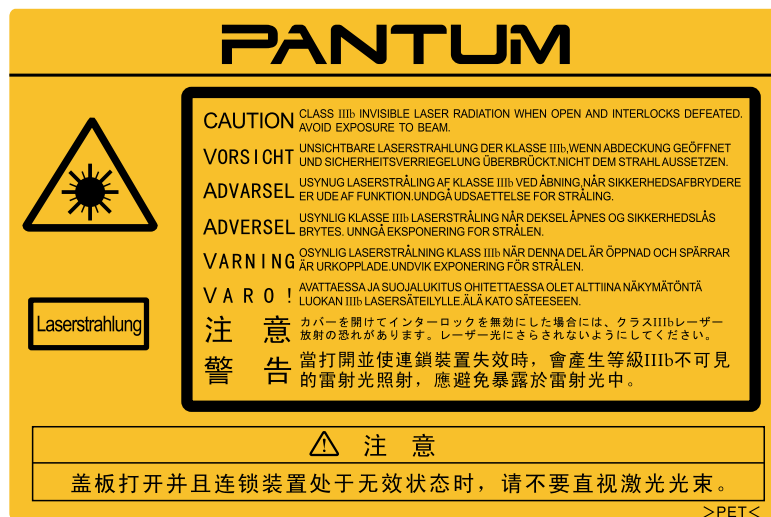 PANTUM
CAUTION CLASS IIIb INVISIBLE LASER RADIATION WHEN OPEN AND INTERLOCKS DEFEATED.
AVOID EXPOSURE TO BEAM.
VORSICHT UNSICHTBARE LASERSTRAHLUNG DER KLASSE IIIb,WENN ABDECKUNG GEÖFFNET
UND SICHERHEITSVERRIEGELUNG ÜBERBRÜCKT.NICHT DEM STRAHL AUSSETZEN.
ADVARSEL USYNUG LASERSTRÅLING AF KLASSE IIIb VED ÅBNING,NÅR SIKKERHEDSAFBRYDERE
ER UDE AF FUNKTION.UNDGÅ UDSAETTELSE FOR STRÅLING.
ADVERSEL USYNLIG KLASSE IIIb LASERSTRÅLING NÅR DEKSEL ÅPNES OG SIKKERHEDSLÅS
BRYTES. UNNGÅ EKSPONERING FOR STRÅLEN.
VARNING OSYNLIG LASERSTRÅLNING KLASS IIIb NÄR DENNA DEL ÄR ÖPPNAD OCH SPÄRRAR
ÄR URKOPPLADE.UNDVIK EXPONERING FÖR STRÅLEN.
VARO! AVATTAESSA JA SUOJALUKITUS OHITETTAESSA OLET ALTTIINA NÄKYMÄTÖNTÄ
LUOKAN IIIb LASERSÄTEILYLLE.ÄLÄ KATO SÄTEESEEN.
Laserstrahlung
注 意 カバーを開けてインターロックを無効にした場合には、クラスIIIbレーザー
放射の恐れがあります。レーザー光にさらされないようにしてください。
警 告 當打開並使連鎖裝置失效時，會產生等級IIIb不可見
的雷射光照射，應避免暴露於雷射光中。
注 意
盖板打开并且连锁装置处于无效状态时，请不要直视激光光束。
>PET<